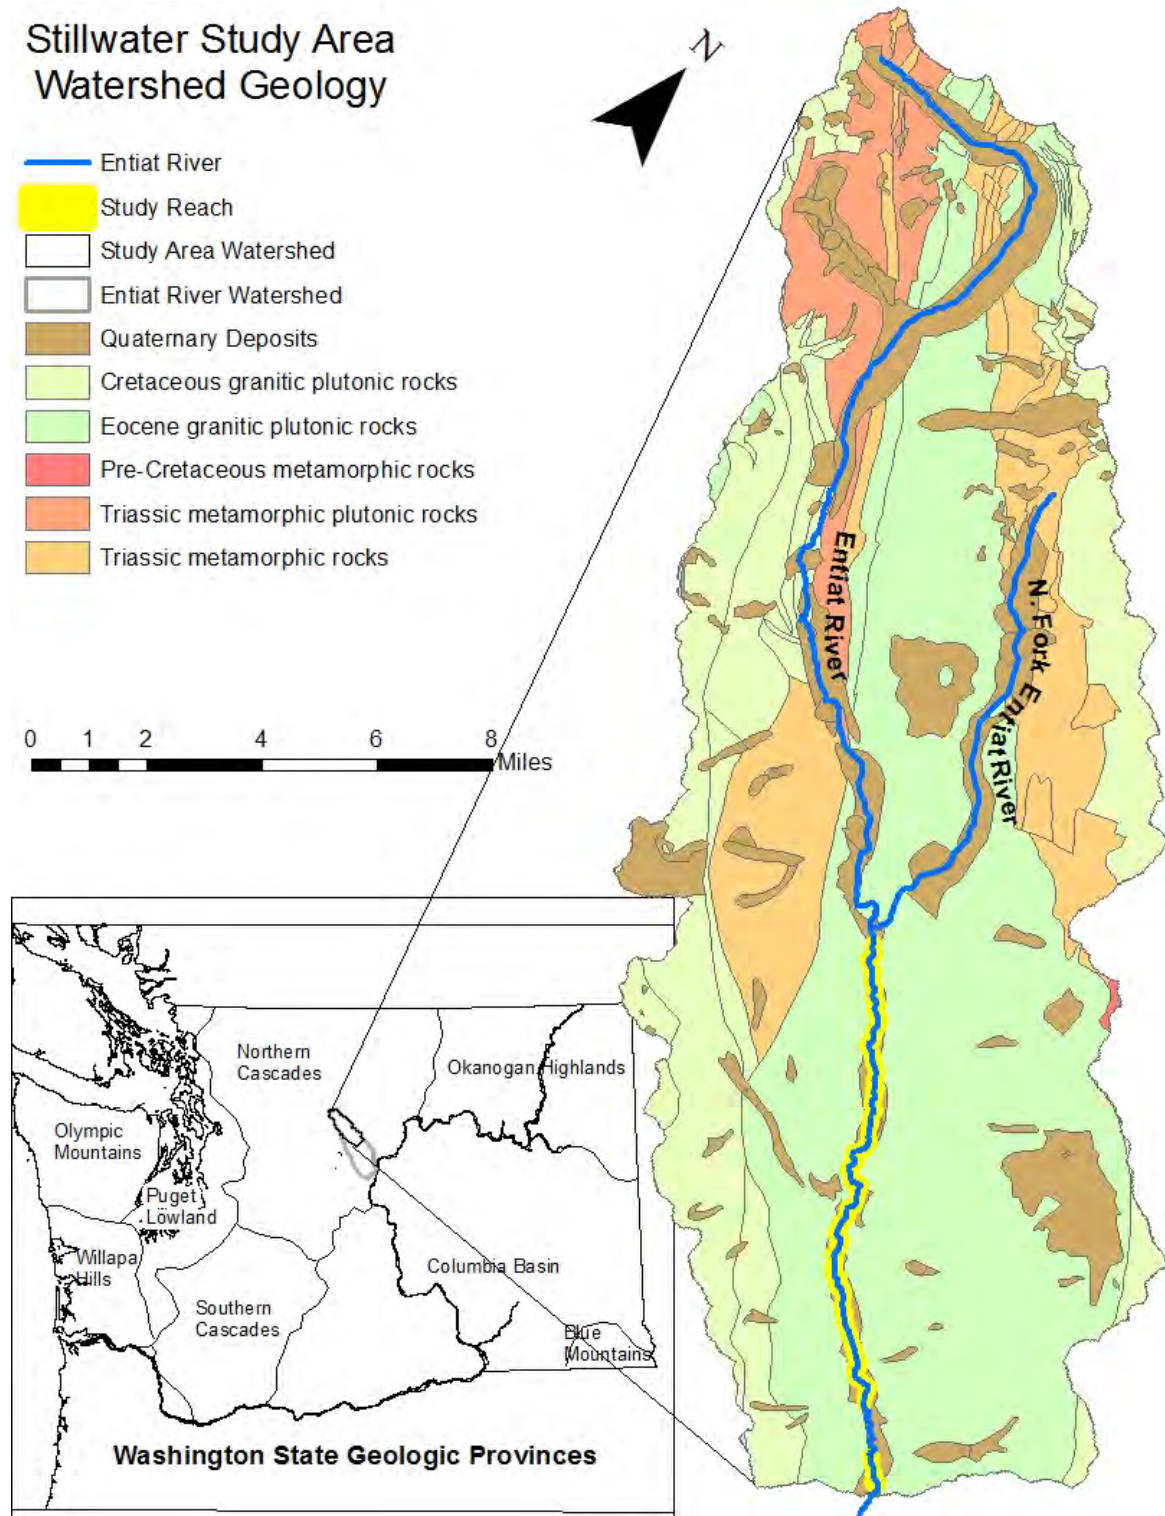 Stillwater Study Area
Watershed Geology
N
Entiat River
Study Reach
Study Area Watershed
Entiat River Watershed
Quaternary Deposits
Cretaceous granitic plutonic rocks
Eocene granitic plutonic rocks
Pre-Cretaceous metamorphic rocks
Triassic metamorphic plutonic rocks
Triassic metamorphic rocks
Entiat River
N. Fork Entiat River
0 1 2 4 6 8 Miles
Northern
Cascades
Okanogan Highlands
Olympic
Mountains
Puget
Lowland
Willapa
Hills
Columbia Basin
Southern
Cascades
Blue
Mountains
Washington State Geologic Provinces